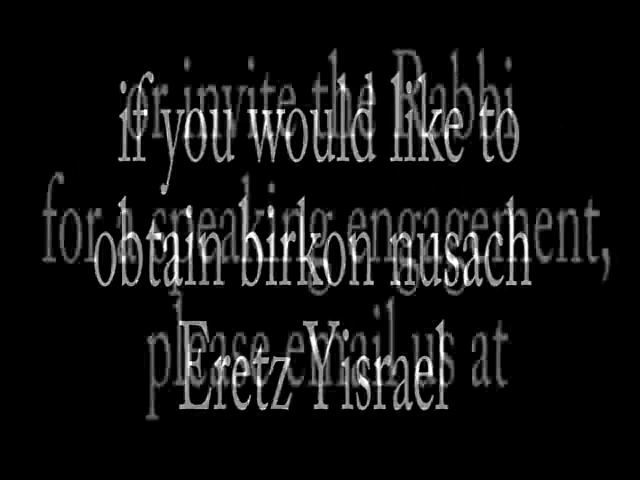 if you would like to
obtain birkon nusach
Eretz Yisrael
or invite the Rabbi
for a speaking engagement,
please email us at